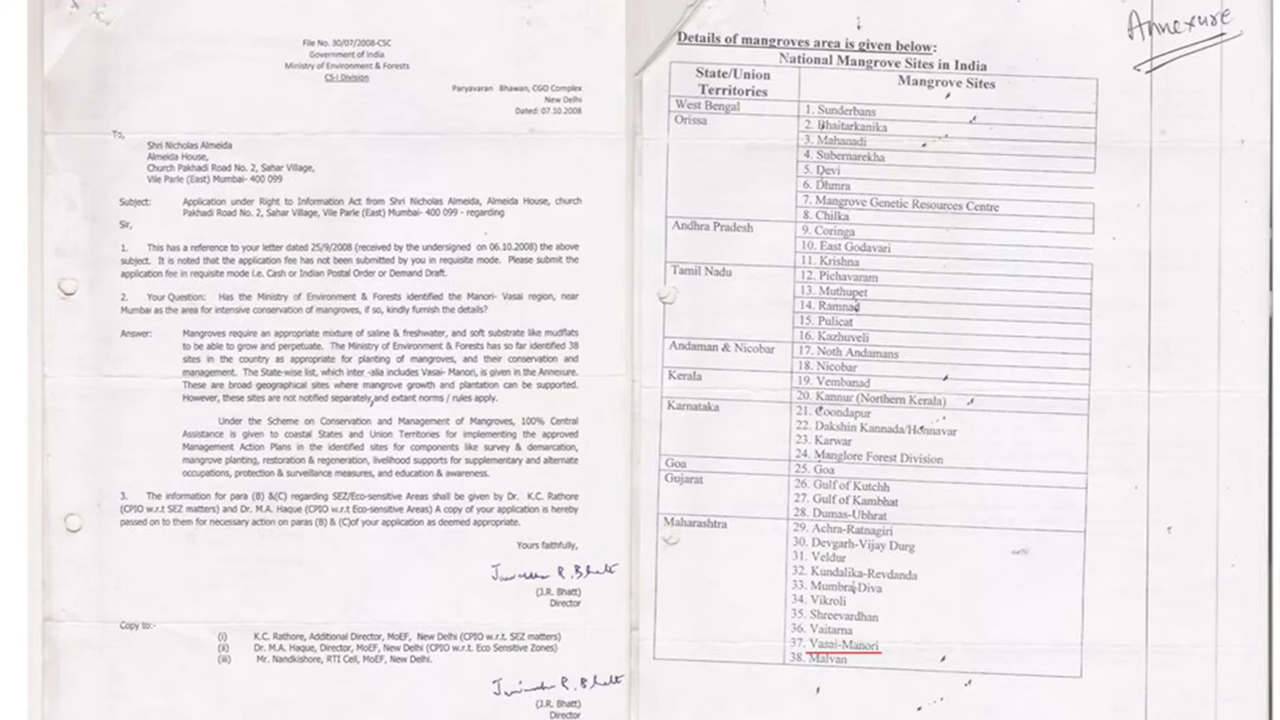 File No. 30/07/2008-CSC
Government of India
Ministry of Environment & Forests
CS-I Division
Paryavaran Bhawan, CGO Complex
New Delhi
Dated: 07.10.2008
To,
Shri Nicholas Almeida
Almeida House,
Church Pakhadi Road No. 2, Sahar Village,
Vile Parle (East) Mumbai- 400 099
Subject: Application under Right to Information Act from Shri Nicholas Almeida, Almeida House, church
Pakhadi Road No. 2, Sahar Village, Vile Parle (East) Mumbai- 400 099 - regarding
Sir,
1. This has a reference to your letter dated 25/9/2008 (received by the undersigned on 06.10.2008) the above
subject. It is noted that the application fee has not been submitted by you in requisite mode. Please submit the
application fee in requisite mode i.e. Cash or Indian Postal Order or Demand Draft.
2. Your Question: Has the Ministry of Environment & Forests identified the Manori- Vasai region, near
Mumbai as the area for intensive conservation of mangroves, if so, kindly furnish the details?
Answer: Mangroves require an appropriate mixture of saline & freshwater, and soft substrate like mudflats
to be able to grow and perpetuate. The Ministry of Environment & Forests has so far identified 38
sites in the country as appropriate for planting of mangroves, and their conservation and
management. The State-wise list, which inter -alia includes Vasai- Manori, is given in the Annexure.
These are broad geographical sites where mangrove growth and plantation can be supported.
However, these sites are not notified separately and extant norms / rules apply.
Under the Scheme on Conservation and Management of Mangroves, 100% Central
Assistance is given to coastal States and Union Territories for implementing the approved
Management Action Plans in the identified sites for components like survey & demarcation,
mangrove planting, restoration & regeneration, livelihood supports for supplementary and alternate
occupations, protection & surveillance measures, and education & awareness.
3. The information for para (B) &(C) regarding SEZ/Eco-sensitive Areas shall be given by Dr. K.C. Rathore
(CPIO w.r.t SEZ matters) and Dr. M.A. Haque (CPIO w.r.t Eco-sensitive Areas) A copy of your application is hereby
passed on to them for necessary action on paras (B) & (C)of your application as deemed appropriate.
Yours faithfully,
R. Bhatt
(J.R. Bhatt)
Director
Copy to:-
(i) K.C. Rathore, Additional Director, MoEF, New Delhi (CPIO w.r.t. SEZ matters)
(ii) Dr. M.A. Haque, Director, MoEF, New Delhi (CPIO w.r.t. Eco Sensitive Zones)
(iii) Mr. Nandkishore, RTI Cell, MoEF, New Delhi.
R. Bhatt
(J.R. Bhatt)
Director
Annexure
Details of mangroves area is given below:
National Mangrove Sites in India
State/Union Territories Mangrove Sites
West Bengal 1. Sunderbans
Orissa 2. Bhaitarkanika
3. Mahanadi
4. Subernarekha
5. Devi
6. Dhmra
7. Mangrove Genetic Resources Centre
8. Chilka
Andhra Pradesh 9. Coringa
10. East Godavari
11. Krishna
Tamil Nadu 12. Pichavaram
13. Muthupet
14. Ramnad
15. Pulicat
16. Kazhuveli
Andaman & Nicobar 17. Noth Andamans
18. Nicobar
Kerala 19. Vembanad
20. Kannur (Northern Kerala)
Karnataka 21. Coondapur
22. Dakshin Kannada/Honnavar
23. Karwar
24. Manglore Forest Division
Goa 25. Goa
Gujarat 26. Gulf of Kutchh
27. Gulf of Kambhat
28. Dumas-Ubhrat
Maharashtra 29. Achra-Ratnagiri
30. Devgarh-Vijay Durg
31. Veldur
32. Kundalika-Revdanda
33. Mumbra-Diva
34. Vikroli
35. Shreevardhan
36. Vaitarna
37. Vasai-Manori
38. Malvan